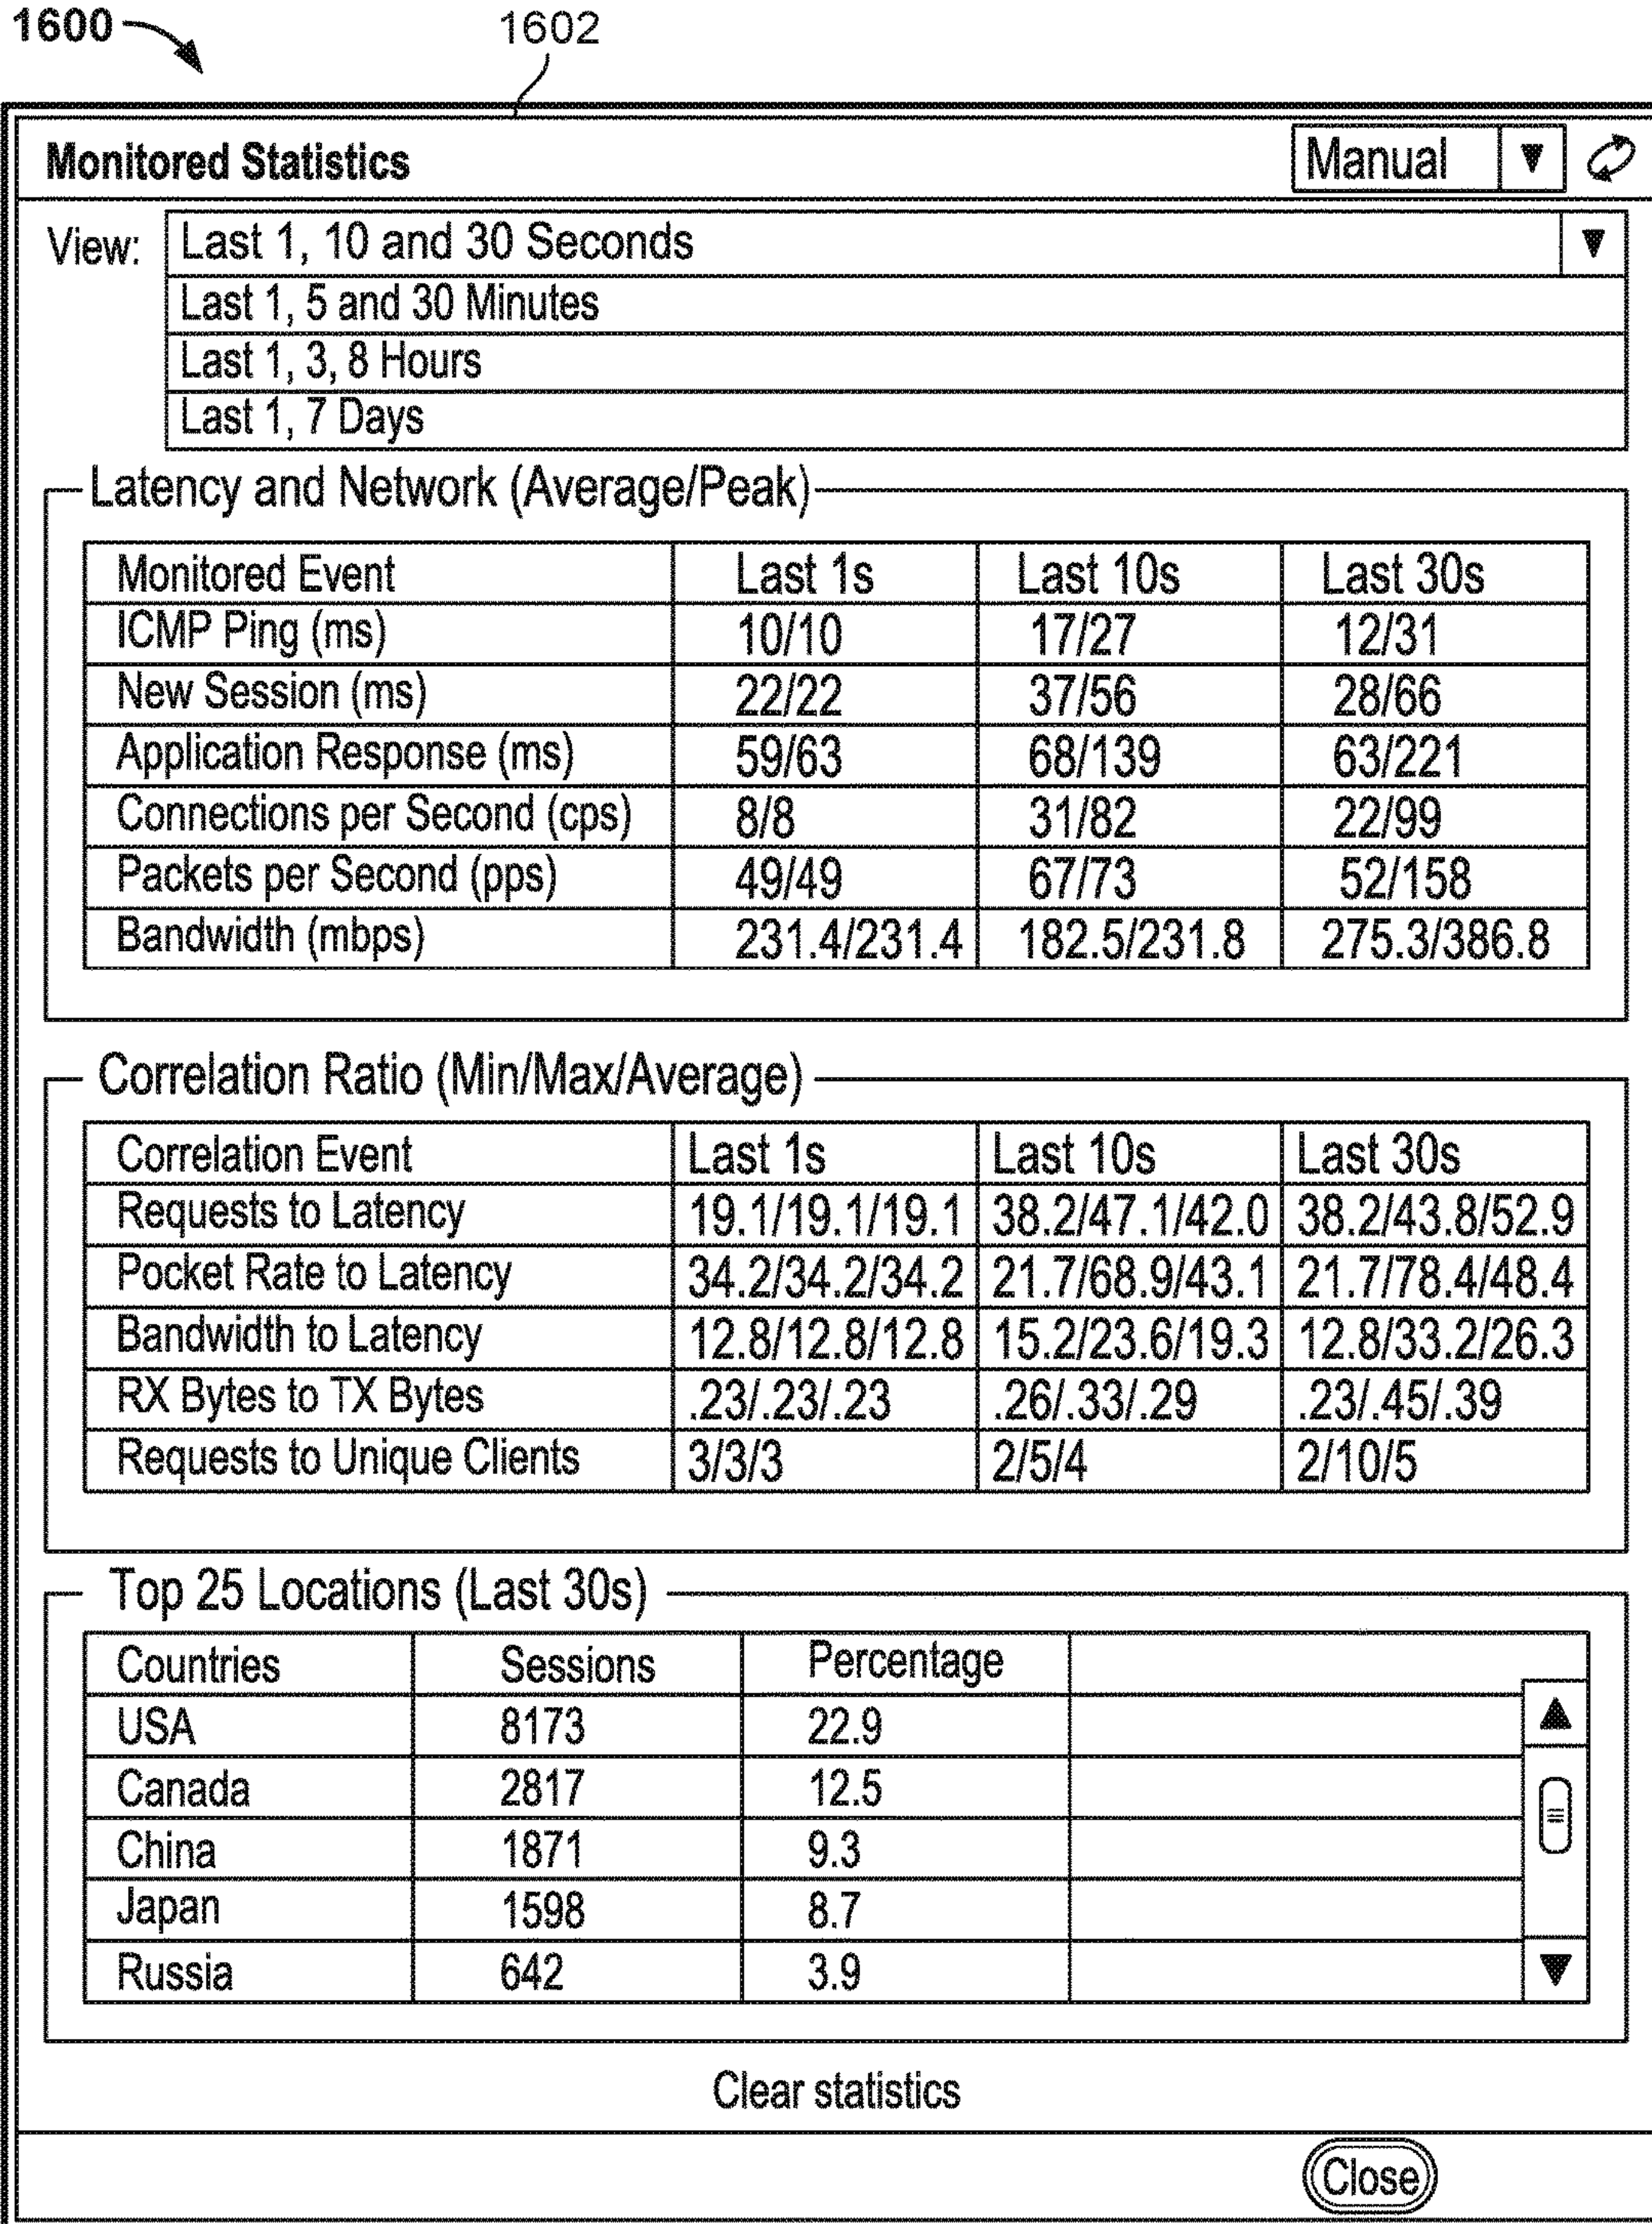 1600
1602
Monitored Statistics Manual
View: Last 1, 10 and 30 Seconds
Last 1, 5 and 30 Minutes
Last 1, 3, 8 Hours
Last 1, 7 Days
Latency and Network (Average/Peak)
Monitored Event Last 1s Last 10s Last 30s
ICMP Ping (ms) 10/10 17/27 12/31
New Session (ms) 22/22 37/56 28/66
Application Response (ms) 59/63 68/139 63/221
Connections per Second (cps) 8/8 31/82 22/99
Packets per Second (pps) 49/49 67/73 52/158
Bandwidth (mbps) 231.4/231.4 182.5/231.8 275.3/386.8
Correlation Ratio (Min/Max/Average)
Correlation Event Last 1s Last 10s Last 30s
Requests to Latency 19.1/19.1/19.1 38.2/47.1/42.0 38.2/43.8/52.9
Pocket Rate to Latency 34.2/34.2/34.2 21.7/68.9/43.1 21.7/78.4/48.4
Bandwidth to Latency 12.8/12.8/12.8 15.2/23.6/19.3 12.8/33.2/26.3
RX Bytes to TX Bytes .23/.23/.23 .26/.33/.29 .23/.45/.39
Requests to Unique Clients 3/3/3 2/5/4 2/10/5
Top 25 Locations (Last 30s)
Countries Sessions Percentage
USA 8173 22.9
Canada 2817 12.5
China 1871 9.3
Japan 1598 8.7
Russia 642 3.9
Clear statistics
Close